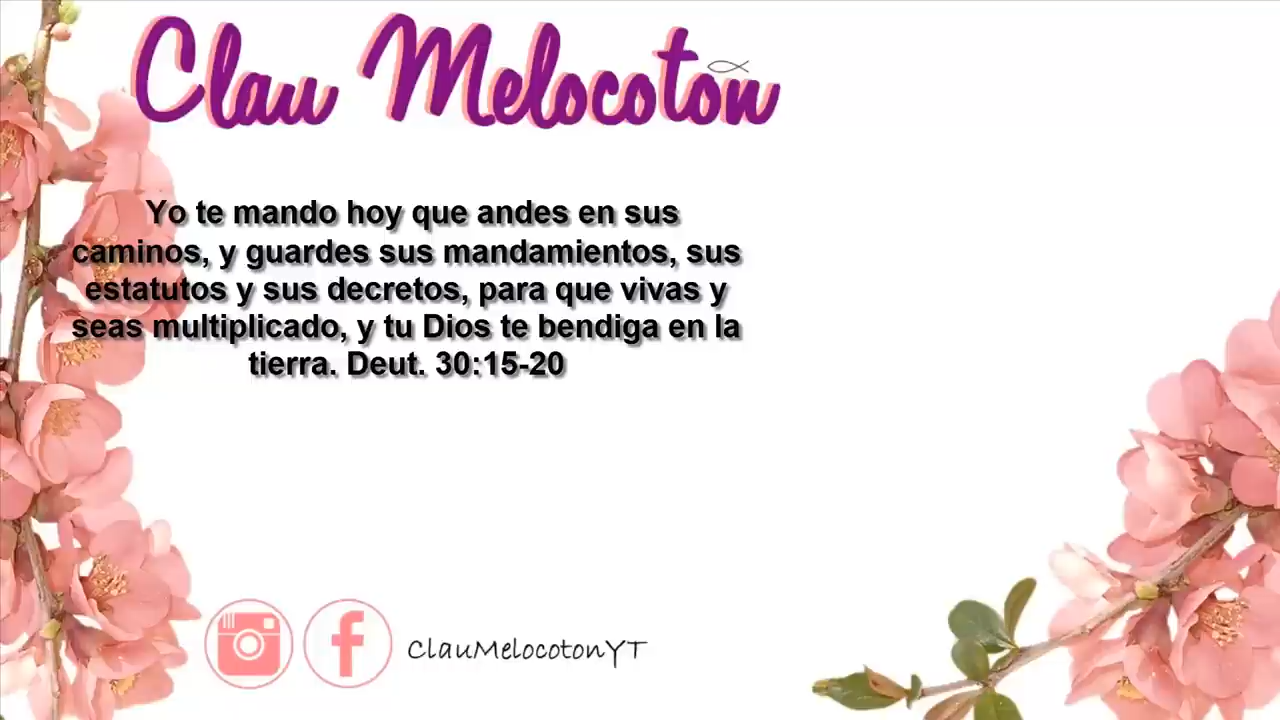 Clau Melocoton
Yo te mando hoy que andes en sus
caminos, y guardes sus mandamientos, sus
estatutos y sus decretos, para que vivas y
seas multiplicado, y tu Dios te bendiga en la
tierra. Deut. 30:15-20
ClauMelocotonYT